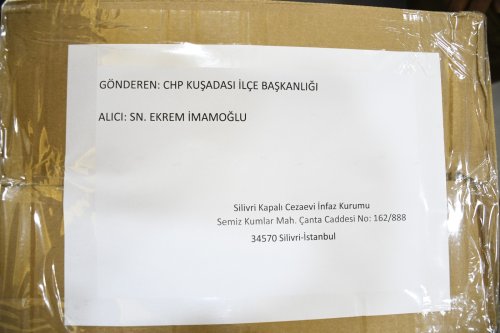 GÖNDEREN: CHP KUŞADASI İLÇE BAŞKANLIĞI
ALICI: SN. EKREM İMAMOĞLU
Silivri Kapalı Cezaevi İnfaz Kurumu
Semiz Kumlar Mah. Çanta Caddesi No: 162/888
34570 Silivri-İstanbul